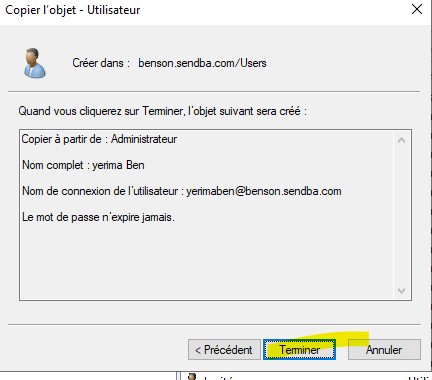 Copier l'objet - Utilisateur
Créer dans : benson.sendba.com/Users
Quand vous cliquerez sur Terminer, l'objet suivant sera créé :
Copier à partir de : Administrateur
Nom complet : yerima Ben
Nom de connexion de l'utilisateur : yerimaben@benson.sendba.com
Le mot de passe n'expire jamais.
< Précédent Terminer Annuler